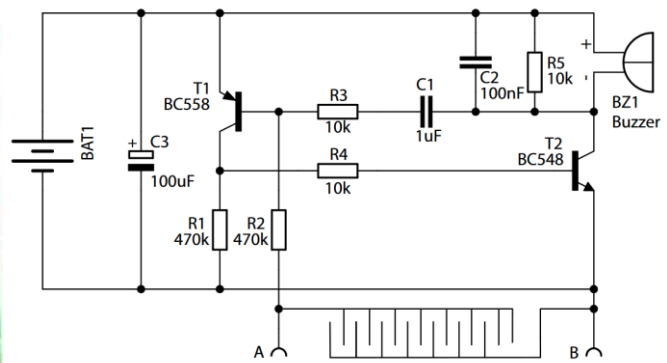 BAT1
+
C3
100uF
T1
BC558
R1
470k
R2
470k
R3
10k
R4
10k
C1
1uF
C2
100nF
R5
10k
+
-
BZ1
Buzzer
T2
BC548
A
B